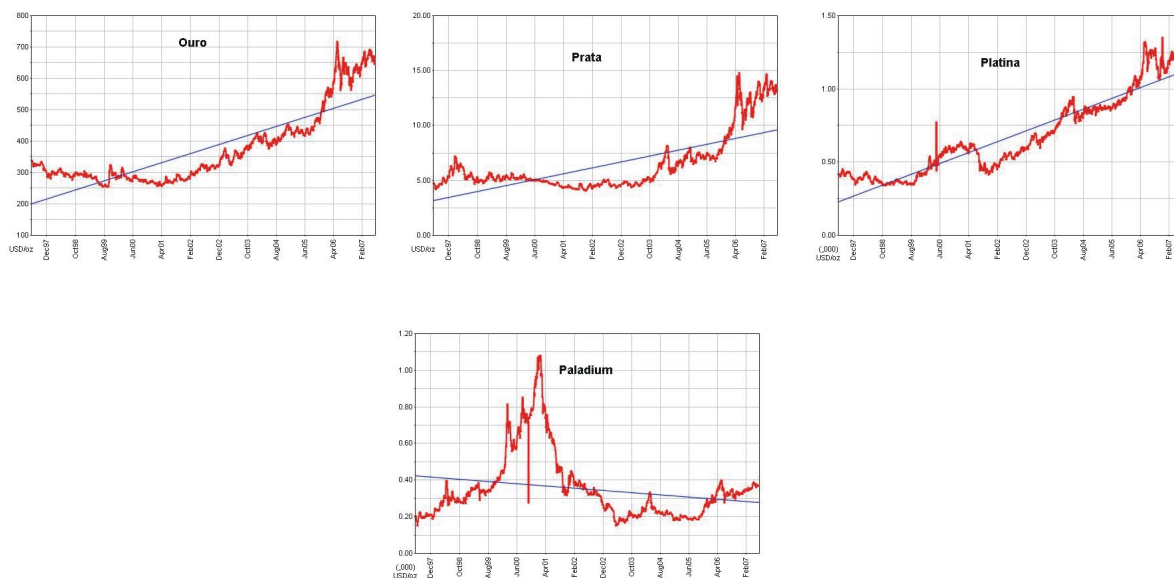 Ouro
800
700
600
500
400
300
200
100
USD/oz
Dec97
Oct98
Aug99
Jun00
Apr01
Feb02
Dec02
Oct03
Aug04
Jun05
Apr06
Feb07
Prata
20.00
15.00
10.00
5.00
0.00
USD/oz
Dec97
Oct98
Aug99
Jun00
Apr01
Feb02
Dec02
Oct03
Aug04
Jun05
Apr06
Feb07
Platina
1.50
1.00
0.50
0.00
(,000)
USD/oz
Dec97
Oct98
Aug99
Jun00
Apr01
Feb02
Dec02
Oct03
Aug04
Jun05
Apr06
Feb07
Paladium
1.20
1.00
0.80
0.60
0.40
0.20
0.00
(,000)
USD/oz
Dec97
Oct98
Aug99
Jun00
Apr01
Feb02
Dec02
Oct03
Aug04
Jun05
Apr06
Feb07